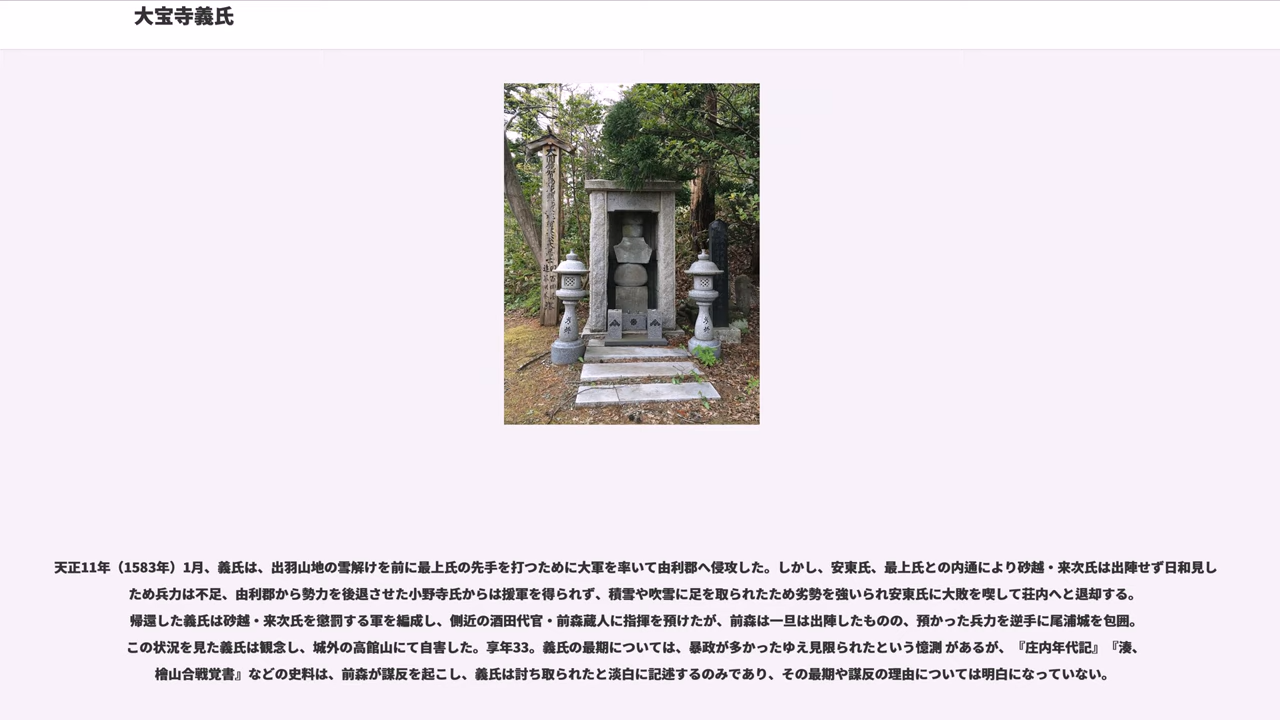 大宝寺義氏
天正11年（1583年）1月、義氏は、出羽山地の雪解けを前に最上氏の先手を打つために大軍を率いて由利郡へ侵攻した。しかし、安東氏、最上氏との内通により砂越・来次氏は出陣せず日和見し
ため兵力は不足、由利郡から勢力を後退させた小野寺氏からは援軍を得られず、積雪や吹雪に足を取られたため劣勢を強いられ安東氏に大敗を喫して荘内へと退却する。
帰還した義氏は砂越・来次氏を懲罰する軍を編成し、側近の酒田代官・前森蔵人に指揮を預けたが、前森は一旦は出陣したものの、預かった兵力を逆手に尾浦城を包囲。
この状況を見た義氏は観念し、城外の高館山にて自害した。享年33。義氏の最期については、暴政が多かったゆえ見限られたという憶測 があるが、『庄内年代記』『湊、
檜山合戦覚書』などの史料は、前森が謀反を起こし、義氏は討ち取られたと淡白に記述するのみであり、その最期や謀反の理由については明白になっていない。